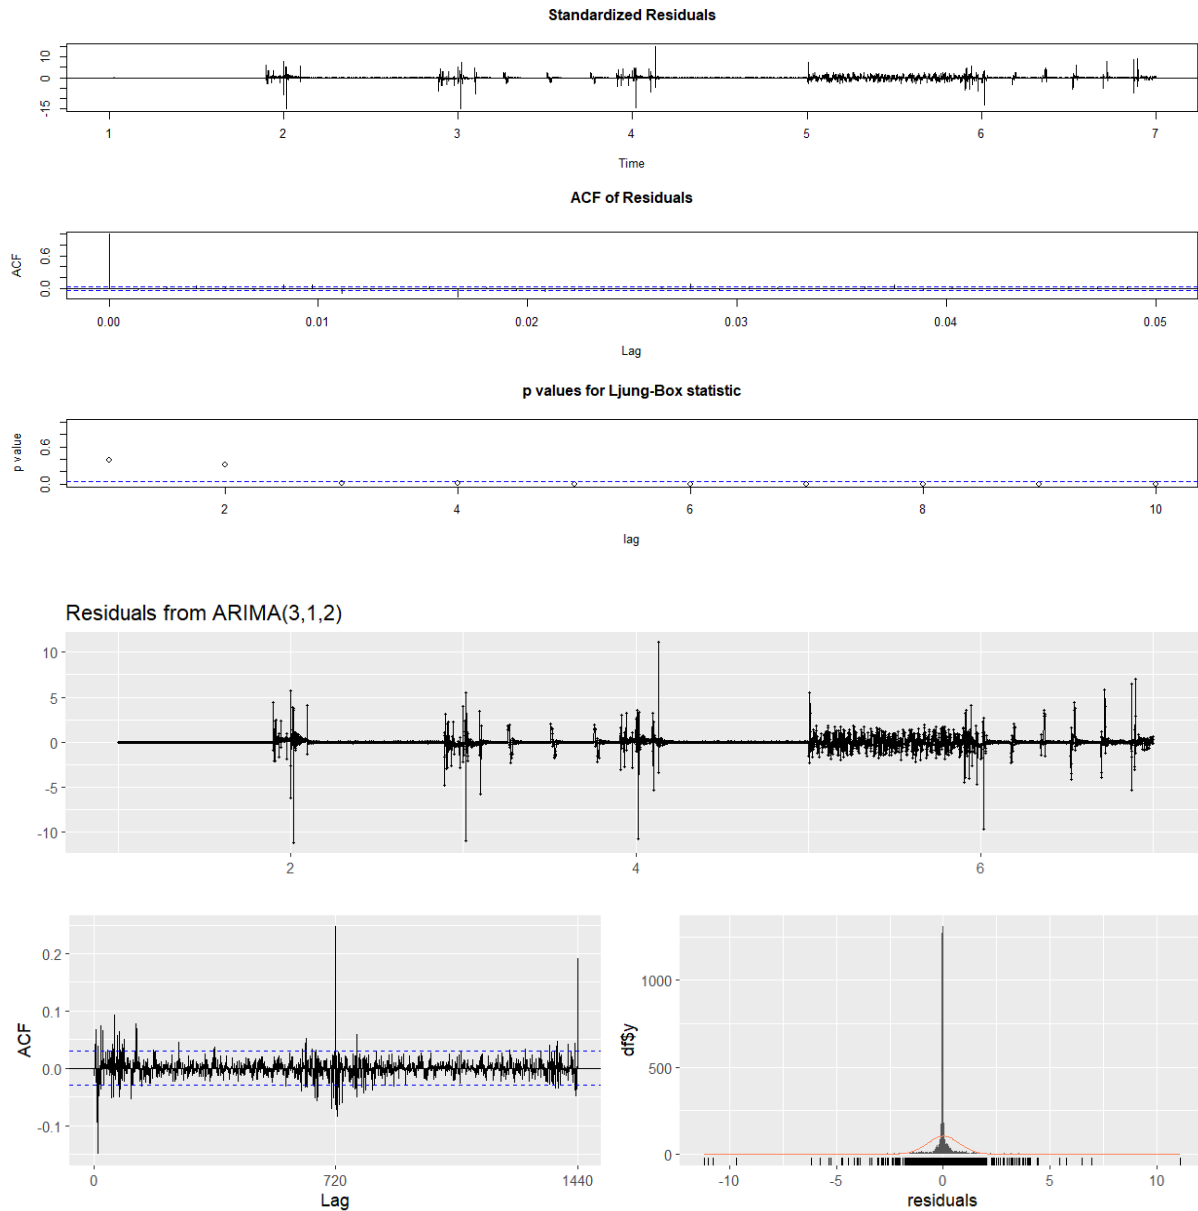 Standardized Residuals
10
0
-15
1 2 3 4 5 6 7
Time
ACF of Residuals
ACF
0.6
0.0
0.00 0.01 0.02 0.03 0.04 0.05
Lag
p values for Ljung-Box statistic
p value
0.6
0.0
2 4 6 8 10
lag
Residuals from ARIMA(3,1,2)
10
5
0
-5
-10
2 4 6
ACF
0.2
0.1
0.0
-0.1
0 720 1440
Lag
df$y
1000
500
0
-10 -5 0 5 10
residuals